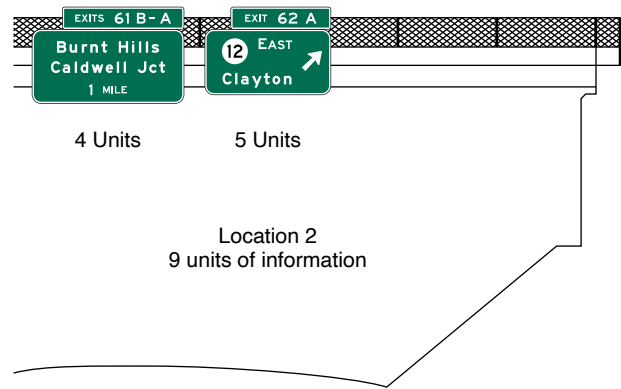 EXITS 61 B-A
Burnt Hills
Caldwell Jct
1 MILE
EXIT 62 A
12 EAST
Clayton
4 Units
5 Units
Location 2
9 units of information